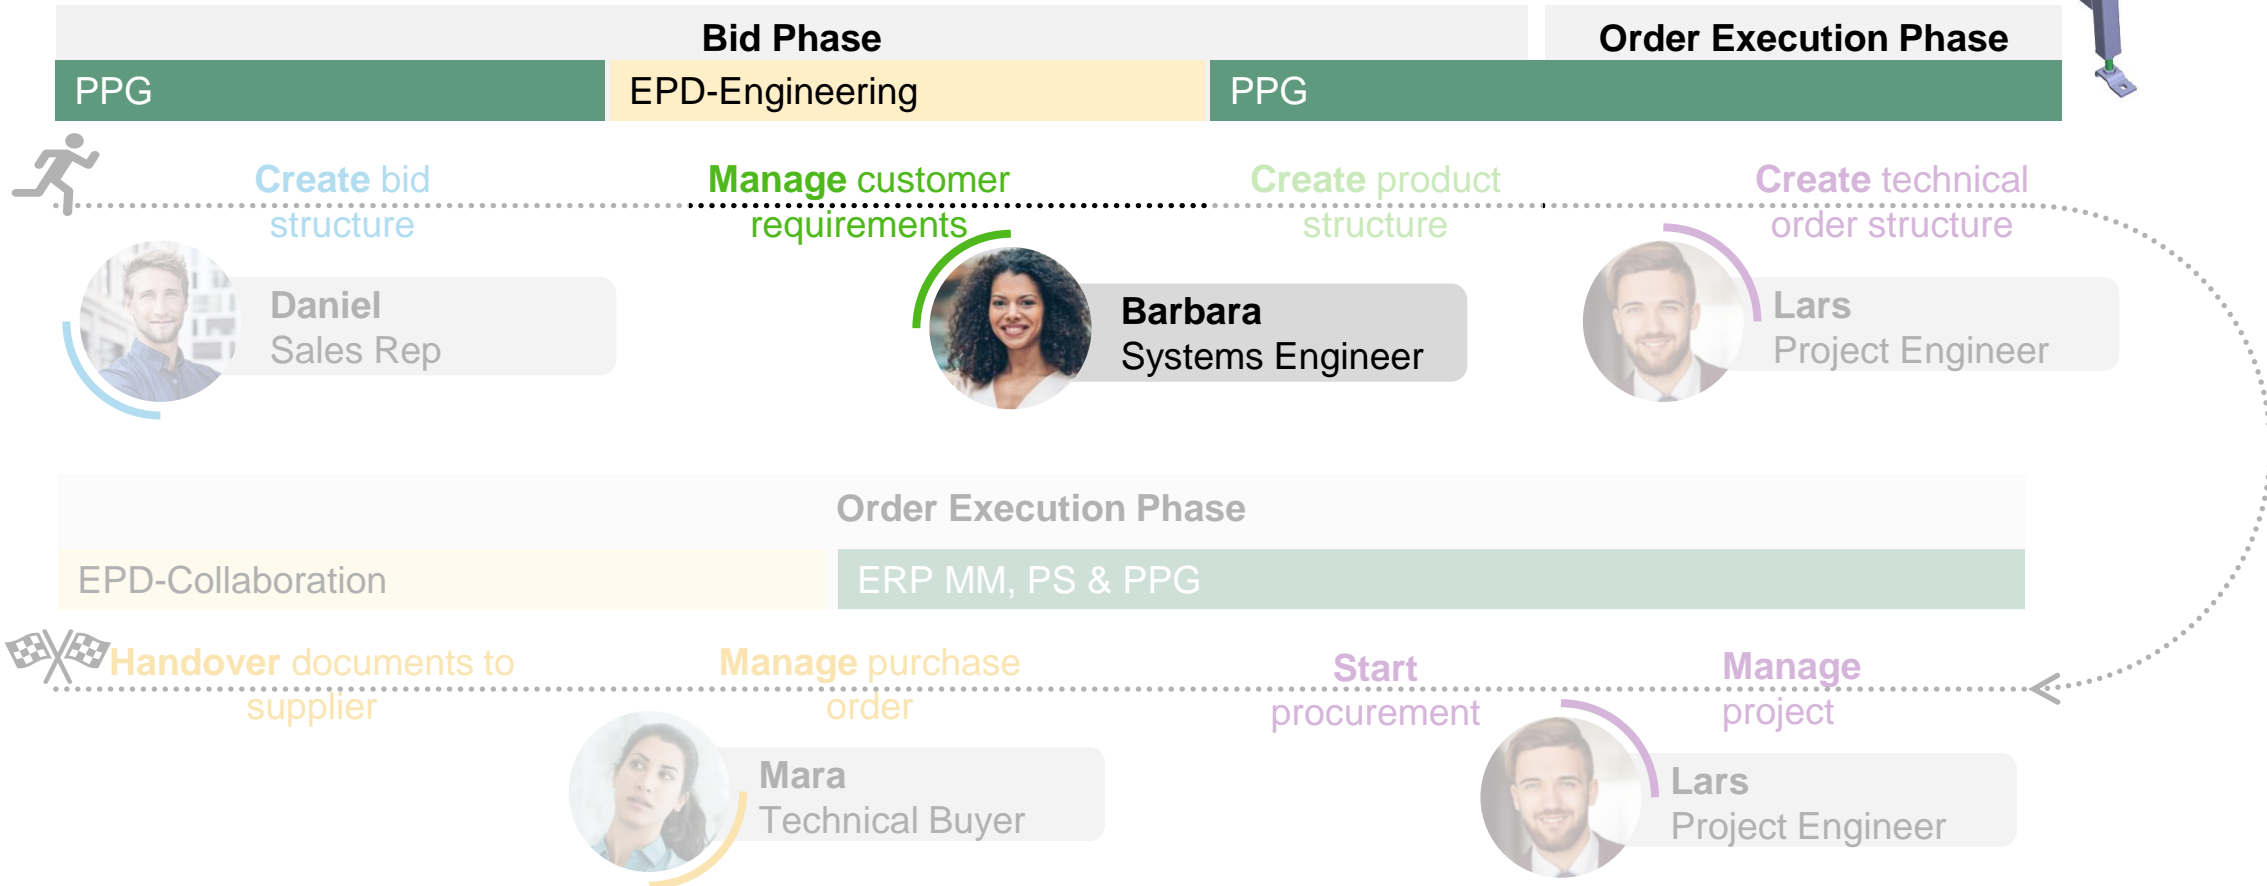 Bid Phase
Order Execution Phase
PPG
EPD-Engineering
PPG
Create bid
structure
Manage customer
requirements
Create product
structure
Create technical
order structure
Daniel
Sales Rep
Barbara
Systems Engineer
Lars
Project Engineer
Order Execution Phase
EPD-Collaboration
ERP MM, PS & PPG
Handover documents to
supplier
Manage purchase
order
Start
procurement
Manage
project
Mara
Technical Buyer
Lars
Project Engineer